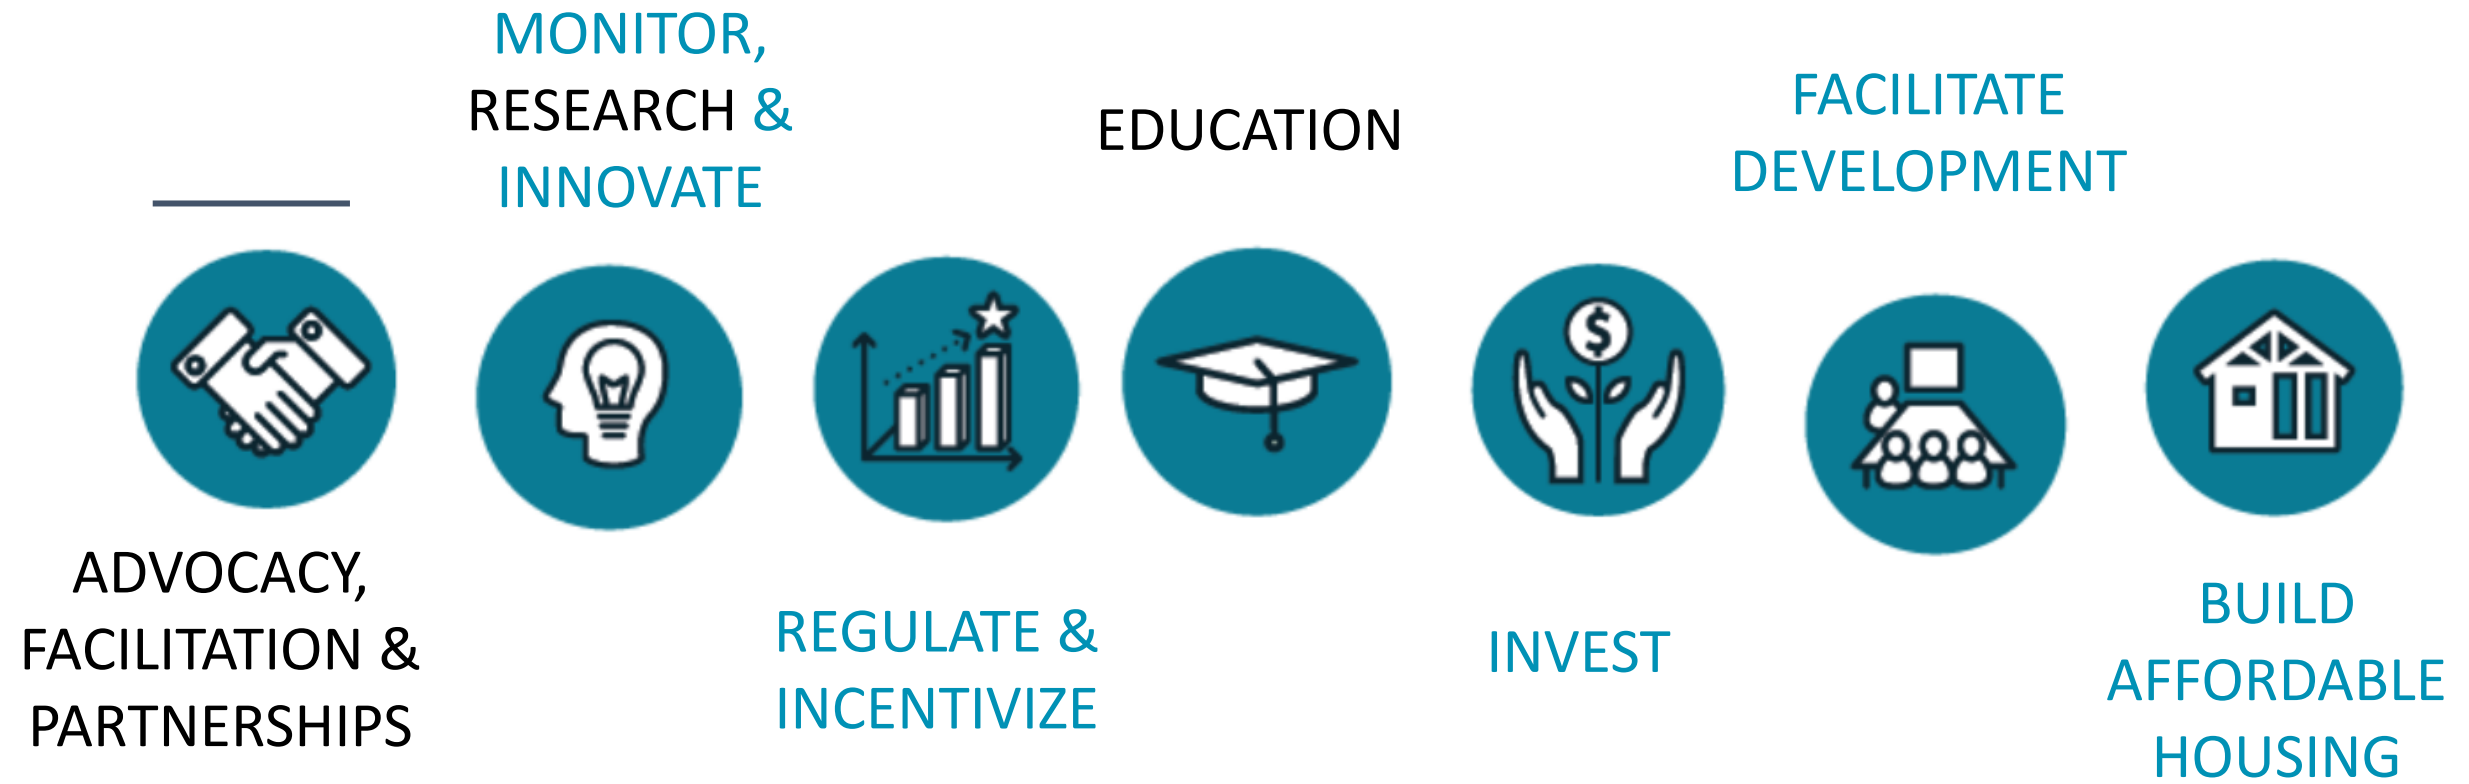 ADVOCACY,
FACILITATION &
PARTNERSHIPS
MONITOR,
RESEARCH &
INNOVATE
REGULATE &
INCENTIVIZE
EDUCATION
$
INVEST
FACILITATE
DEVELOPMENT
BUILD
AFFORDABLE
HOUSING